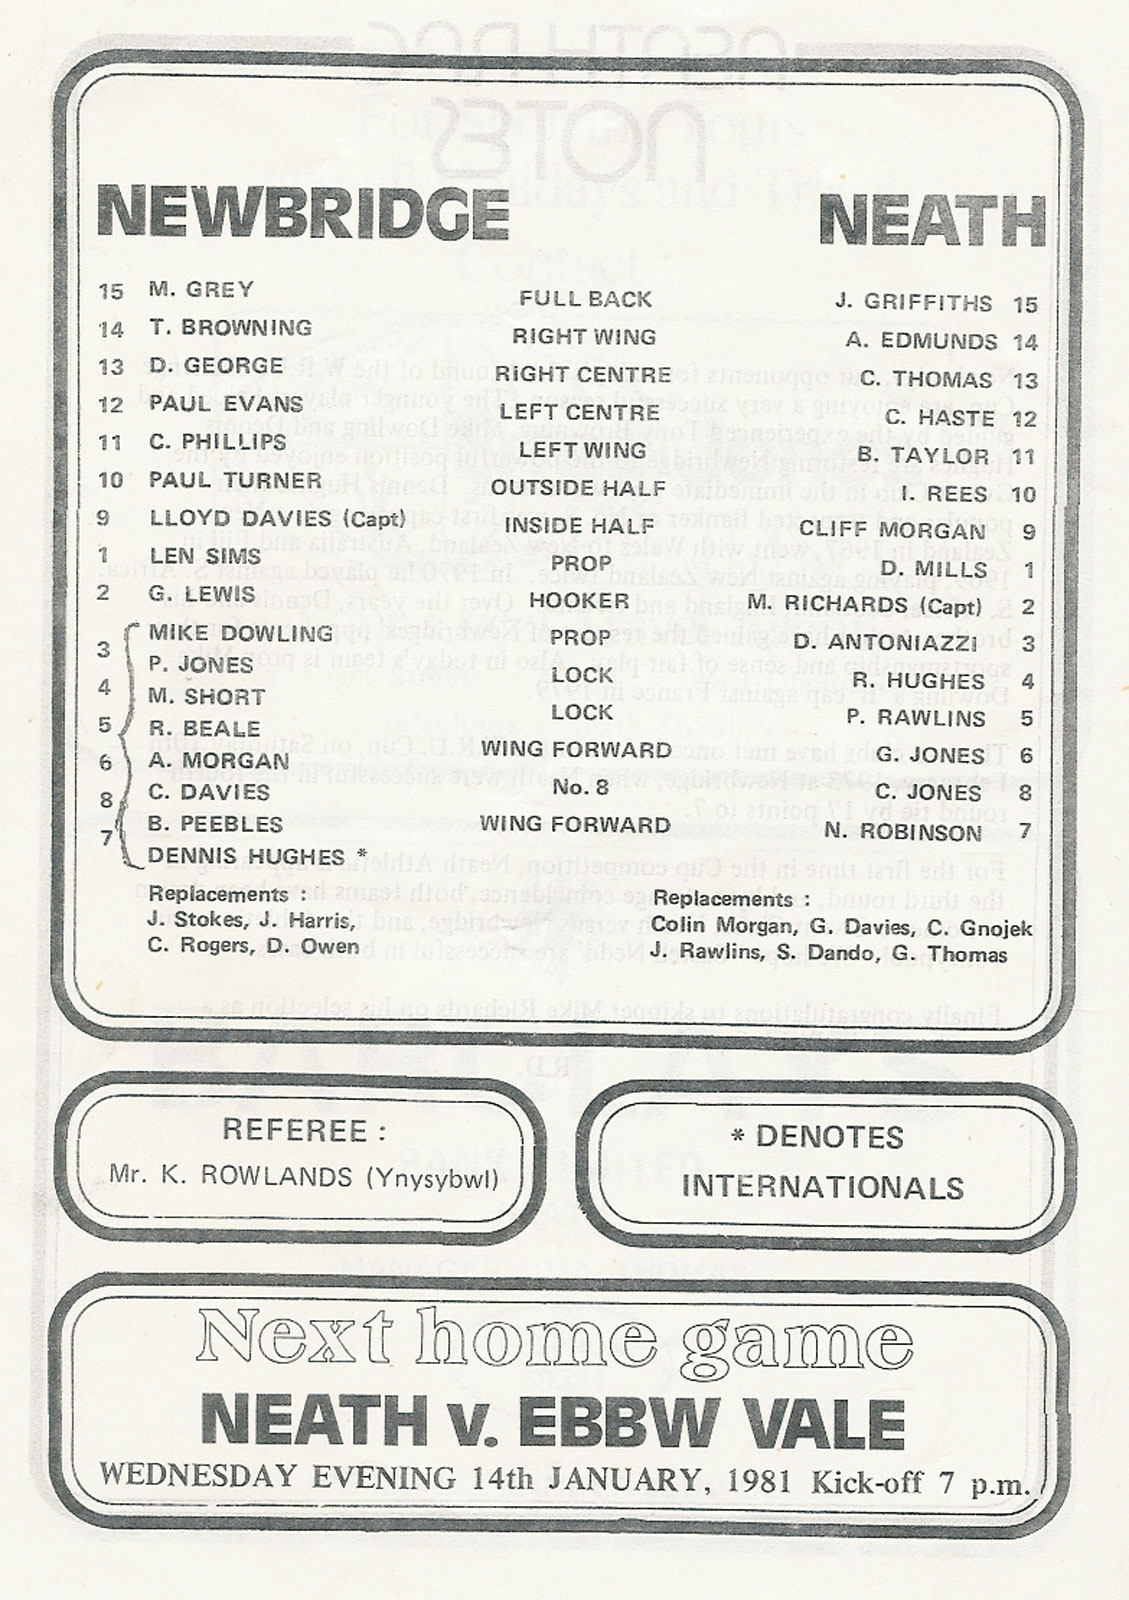 NEWBRIDGE NEATH
15 M. GREY FULL BACK J. GRIFFITHS 15
14 T. BROWNING RIGHT WING A. EDMUNDS 14
13 D. GEORGE RIGHT CENTRE C. THOMAS 13
12 PAUL EVANS LEFT CENTRE C. HASTE 12
11 C. PHILLIPS LEFT WING B. TAYLOR 11
10 PAUL TURNER OUTSIDE HALF I. REES 10
9 LLOYD DAVIES (Capt) INSIDE HALF CLIFF MORGAN 9
1 LEN SIMS PROP D. MILLS 1
2 G. LEWIS HOOKER M. RICHARDS (Capt) 2
3 MIKE DOWLING PROP D. ANTONIAZZI 3
4 P. JONES LOCK R. HUGHES 4
M. SHORT
5 R. BEALE LOCK P. RAWLINS 5
6 A. MORGAN WING FORWARD G. JONES 6
8 C. DAVIES No. 8 C. JONES 8
7 B. PEEBLES WING FORWARD N. ROBINSON 7
DENNIS HUGHES *
Replacements :
J. Stokes, J. Harris,
C. Rogers, D. Owen
Replacements :
Colin Morgan, G. Davies, C. Gnojek
J. Rawlins, S. Dando, G. Thomas
REFEREE :
Mr. K. ROWLANDS (Ynysybwl)
* DENOTES
INTERNATIONALS
Next home game
NEATH v. EBBW VALE
WEDNESDAY EVENING 14th JANUARY, 1981 Kick-off 7 p.m.